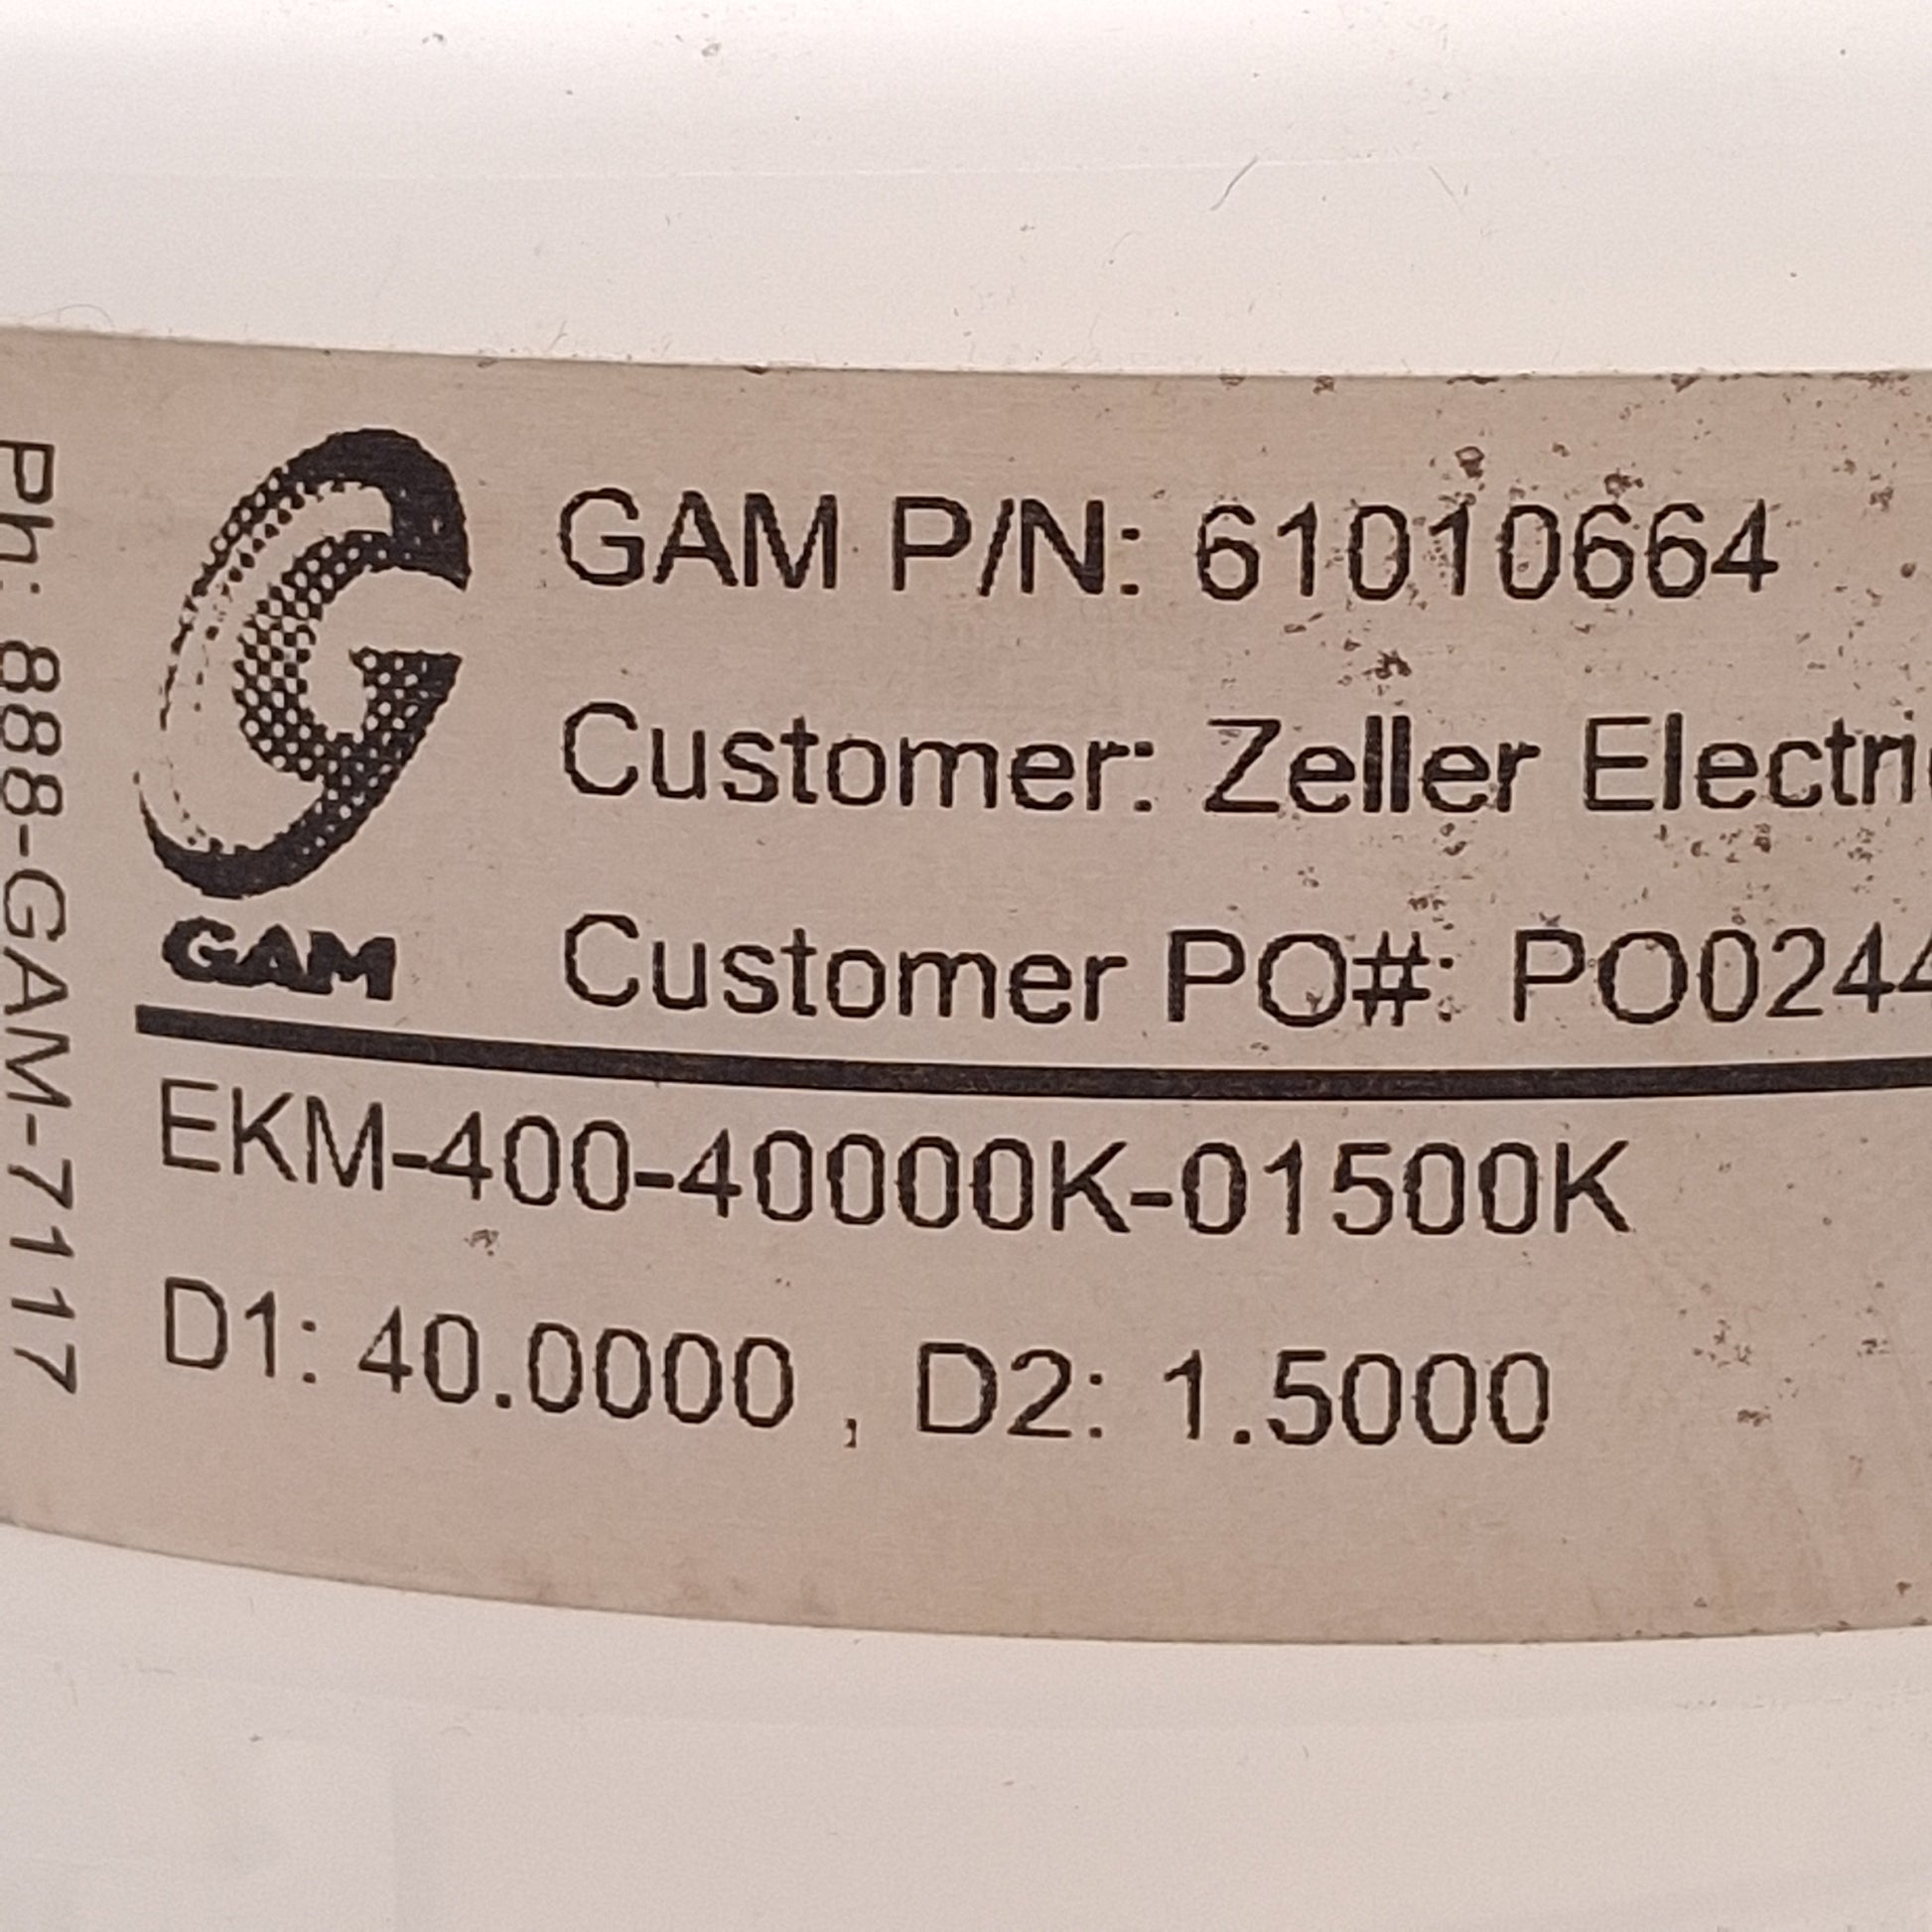 Ph: 888-GAM-7117
GAM
GAM P/N: 61010664
Customer: Zeller
Customer PO#:
EKM-400-40000K-01500K
D1: 40.0000 , D2: 1.5000